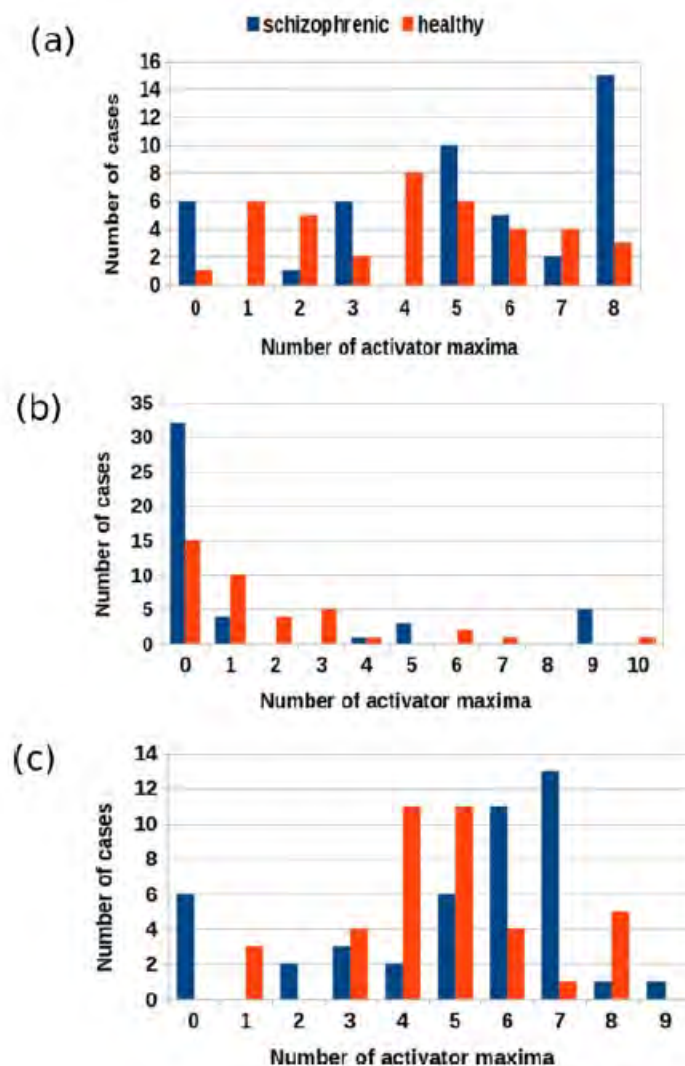 schizophrenic healthy
(a)
Number of cases
16
14
12
10
8
6
4
2
0
0 1 2 3 4 5 6 7 8
Number of activator maxima
(b)
Number of cases
35
30
25
20
15
10
5
0
0 1 2 3 4 5 6 7 8 9 10
Number of activator maxima
(c)
Number of cases
14
12
10
8
6
4
2
0
0 1 2 3 4 5 6 7 8 9
Number of activator maxima